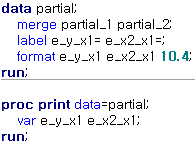 data partial;
merge partial_1 partial_2;
label e_y_x1= e_x2_x1=;
format e_y_x1 e_x2_x1 10.4;
run;
proc print data=partial;
var e_y_x1 e_x2_x1;
run;